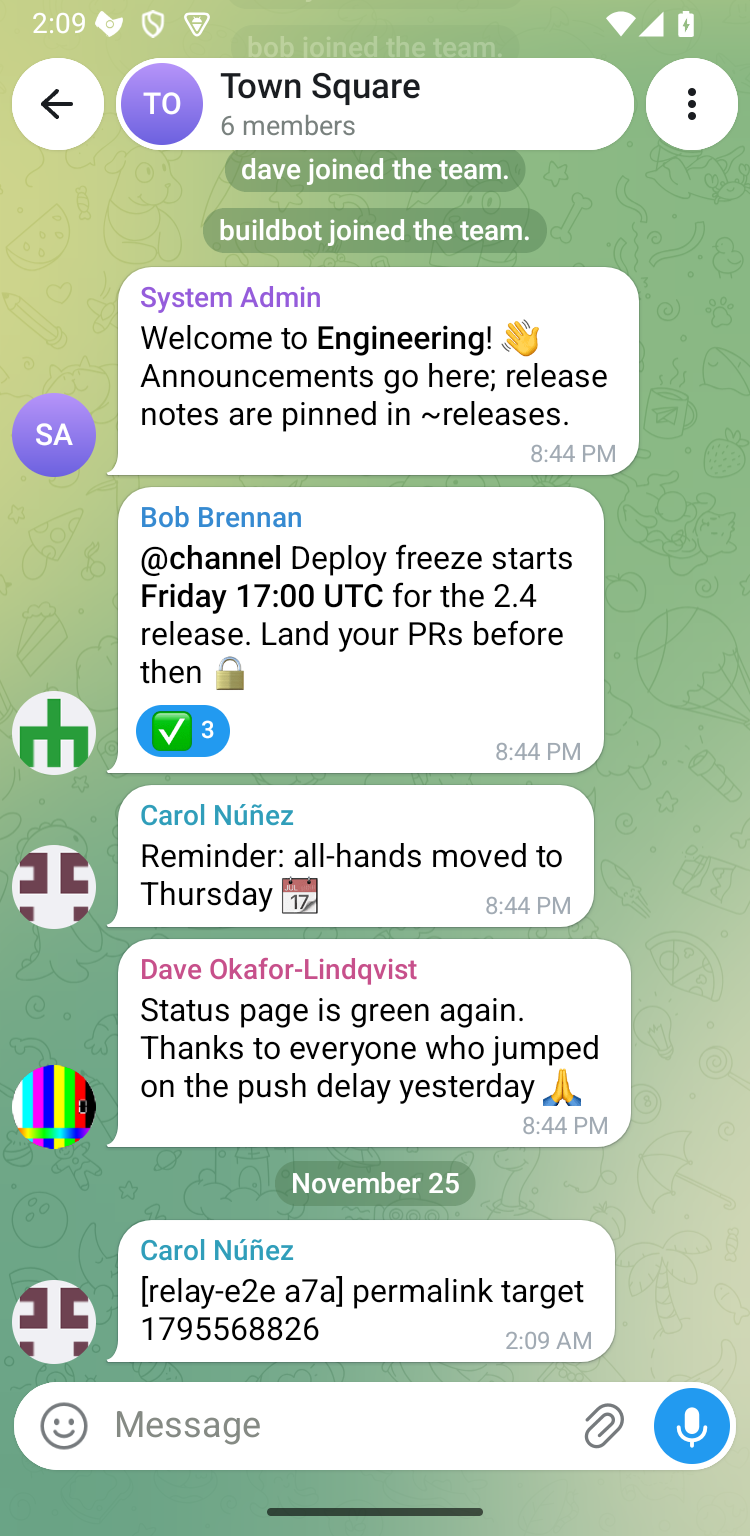 2:09
bob joined the team.
TO
Town Square
6 members
dave joined the team.
buildbot joined the team.
System Admin
Welcome to Engineering! 👋
Announcements go here; release
notes are pinned in ~releases.
8:44 PM
SA
Bob Brennan
@channel Deploy freeze starts
Friday 17:00 UTC for the 2.4
release. Land your PRs before
then 🔒
✅ 3
8:44 PM
Carol Núñez
Reminder: all-hands moved to
Thursday 📆
8:44 PM
Dave Okafor-Lindqvist
Status page is green again.
Thanks to everyone who jumped
on the push delay yesterday 🙏
8:44 PM
November 25
Carol Núñez
[relay-e2e a7a] permalink target
1795568826
2:09 AM
Message